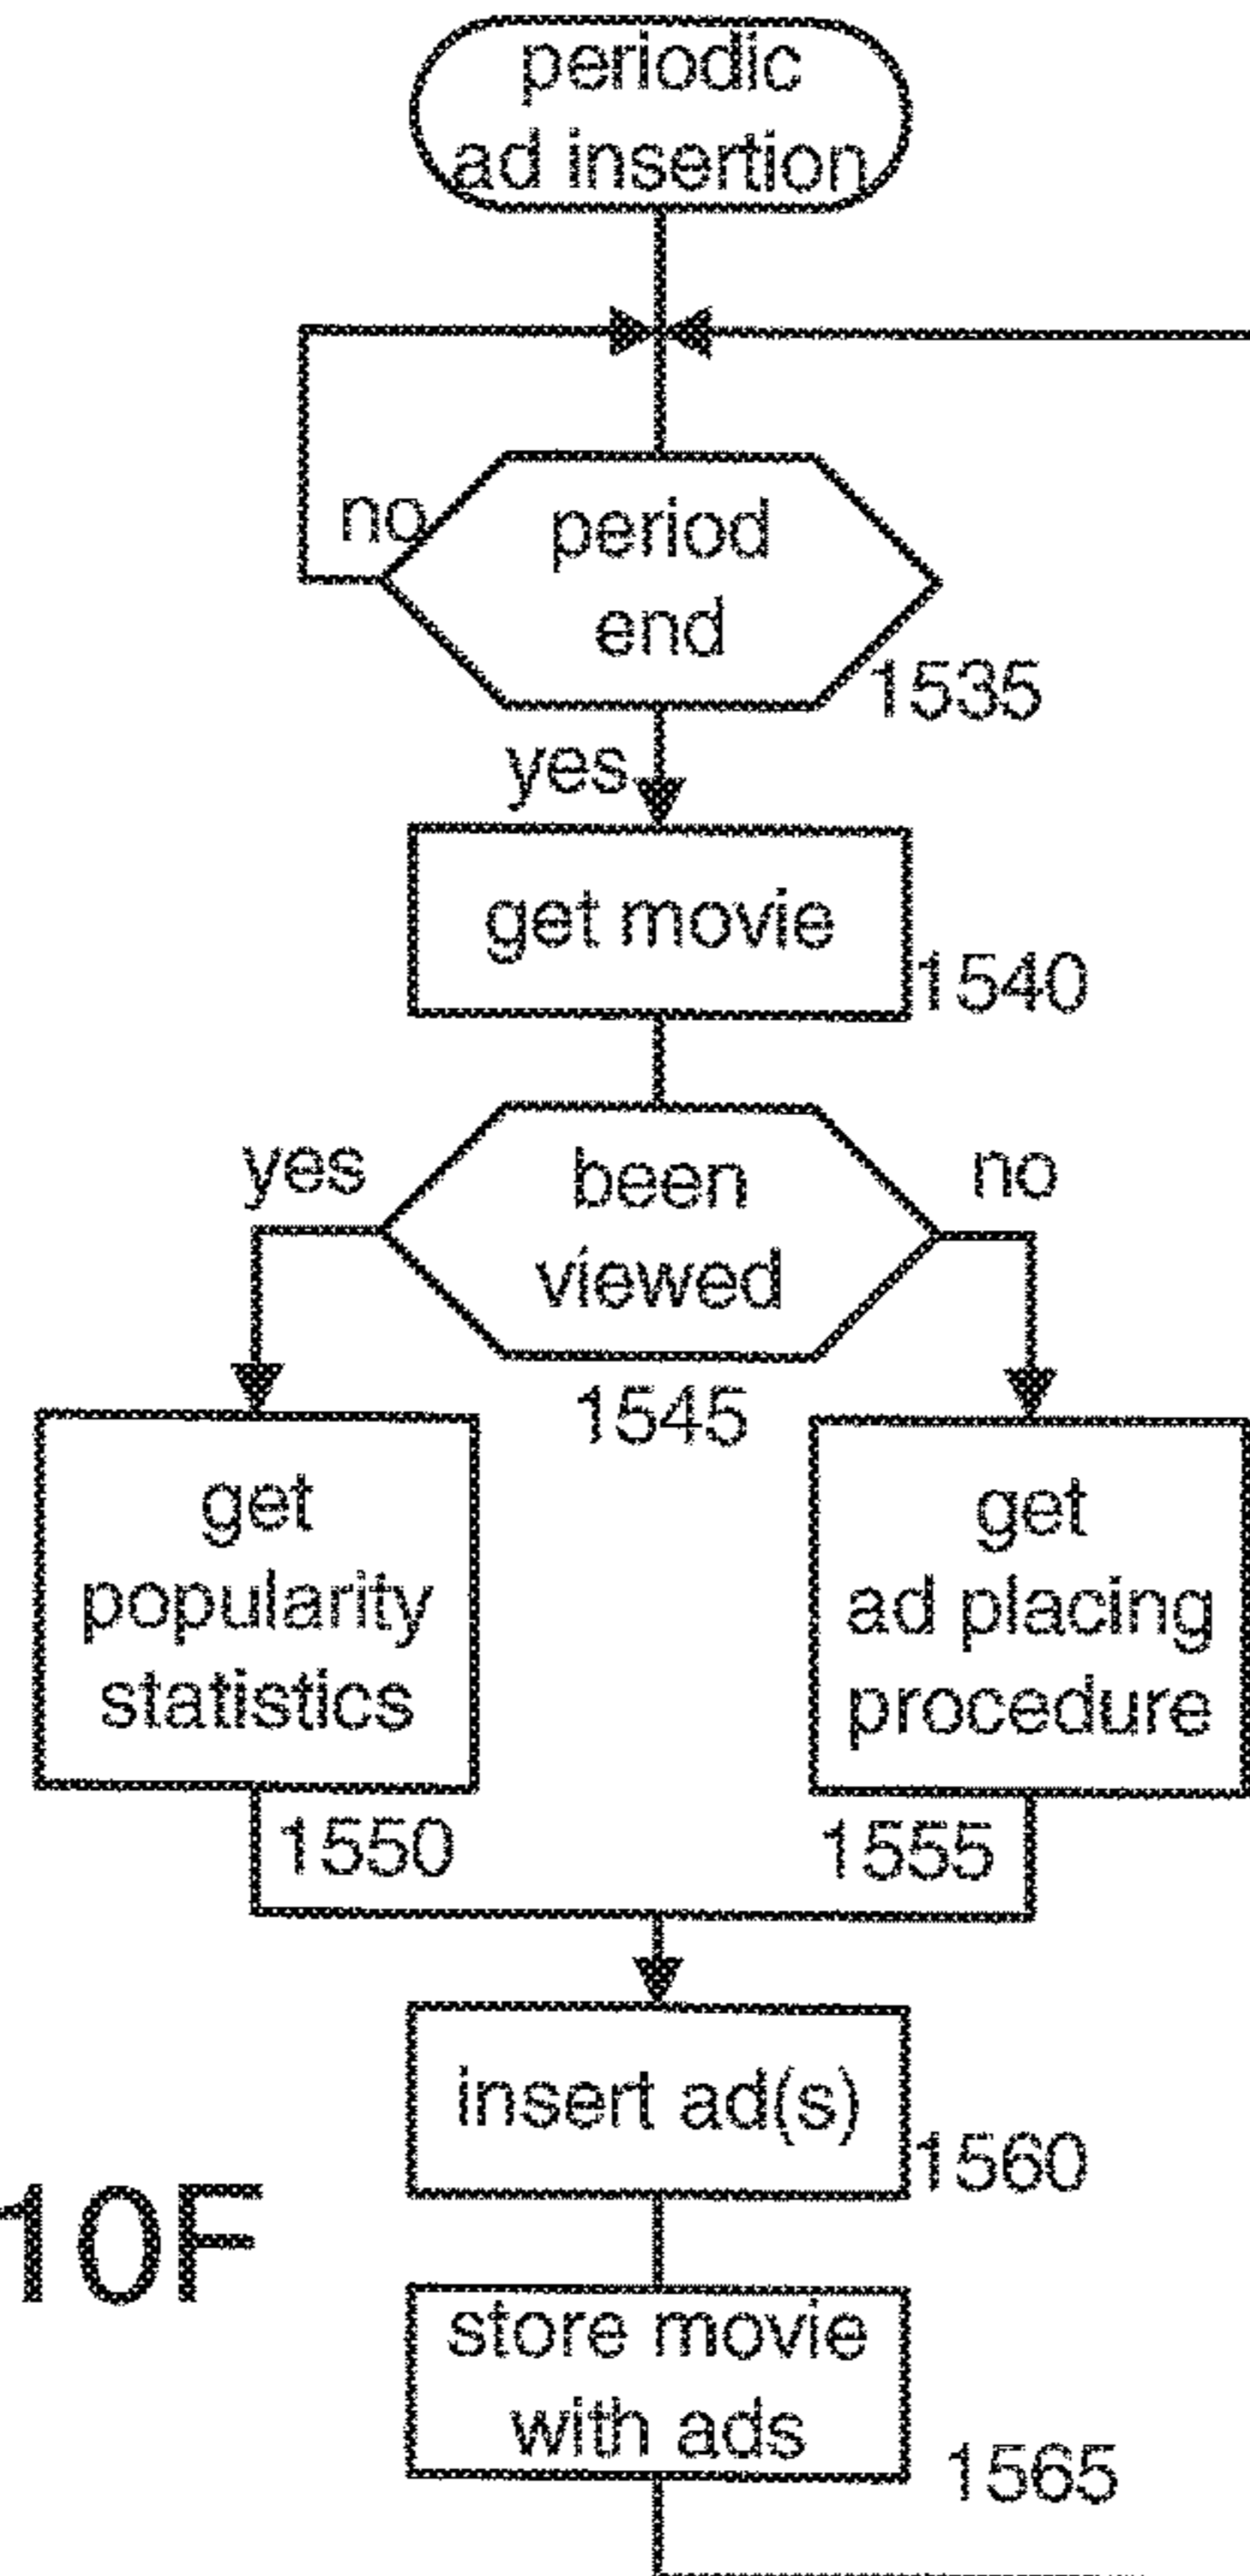 periodic
ad insertion
no
period
end
1535
yes
get movie
1540
yes
been
viewed
no
1545
get
popularity
statistics
1550
get
ad placing
procedure
1555
insert ad(s)
1560
10F
store movie
with ads
1565